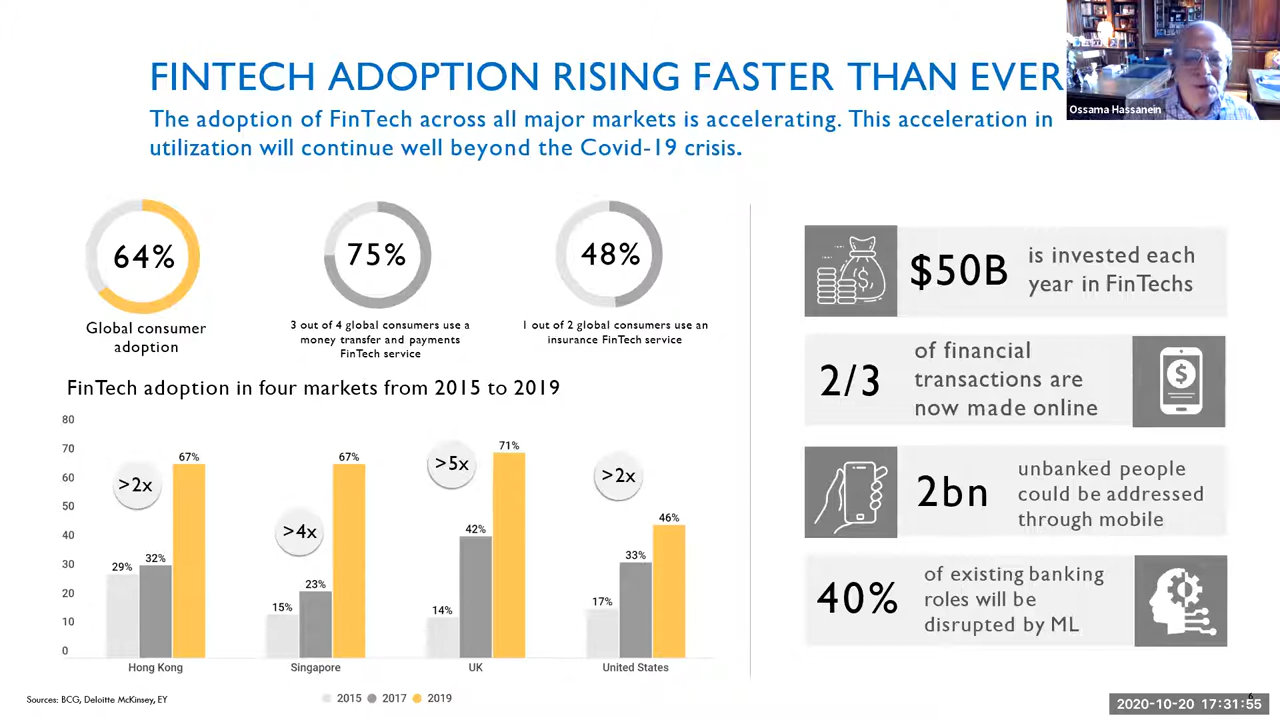 FINTECH ADOPTION RISING FASTER THAN EVER
The adoption of FinTech across all major markets is accelerating. This acceleration in
utilization will continue well beyond the Covid-19 crisis.
Ossama Hassanein
64%
Global consumer
adoption
75%
3 out of 4 global consumers use a
money transfer and payments
FinTech service
48%
1 out of 2 global consumers use an
insurance FinTech service
FinTech adoption in four markets from 2015 to 2019
80
70
60
50
40
30
20
10
0
>2x
29%
32%
67%
Hong Kong
>4x
15%
23%
67%
Singapore
>5x
14%
42%
71%
UK
>2x
17%
33%
46%
United States
2015
2017
2019
Sources: BCG, Deloitte McKinsey, EY
$50B
is invested each
year in FinTechs
2/3
of financial
transactions are
now made online
2bn
unbanked people
could be addressed
through mobile
40%
of existing banking
roles will be
disrupted by ML
6
2020-10-20 17:31:55